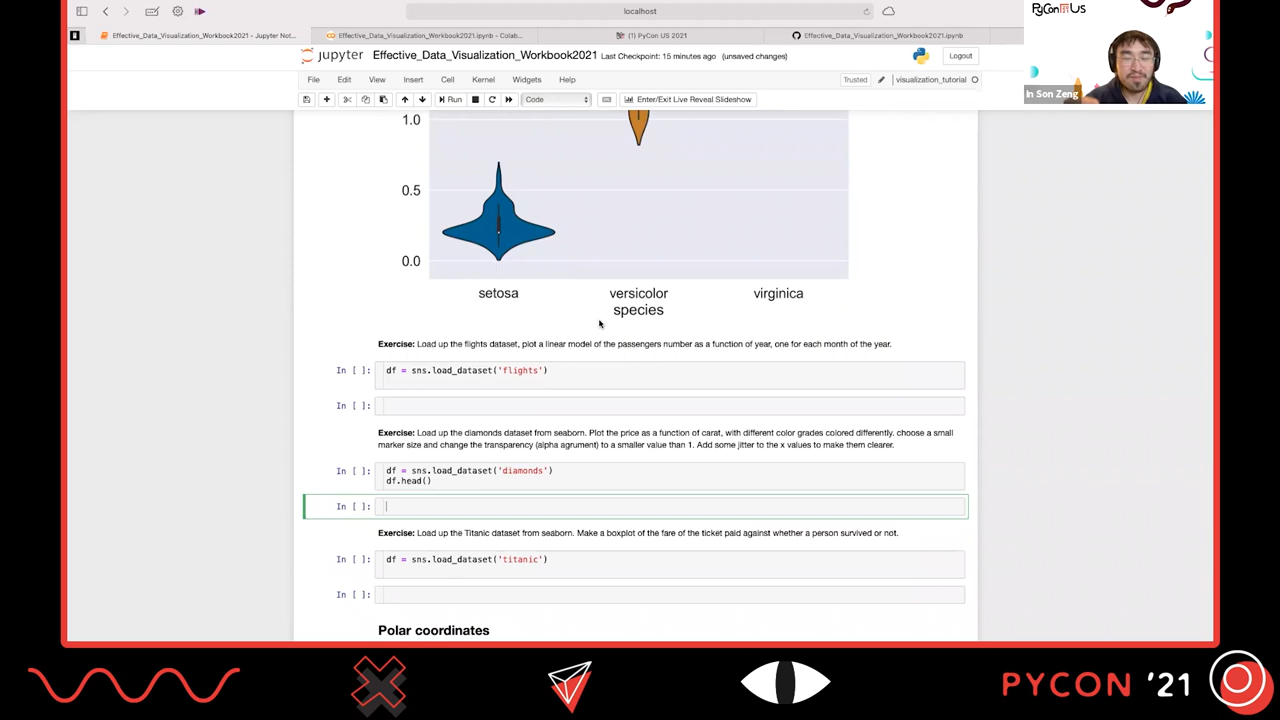 localhost
Effective_Data_Visualization_Workbook2021 - Jupyter Not...
Effective_Data_Visualization_Workbook2021.ipynb - Colab...
(1) PyCon US 2021
Effective_Data_Visualization_Workbook2021.ipynb
PyCon US
jupyter Effective_Data_Visualization_Workbook2021 Last Checkpoint: 15 minutes ago (unsaved changes)
Logout
File Edit View Insert Cell Kernel Widgets Help
Trusted
visualization_tutorial
In Son Zeng
Run
Code
Enter/Exit Live Reveal Slideshow
1.0
0.5
0.0
setosa versicolor virginica
species
Exercise: Load up the flights dataset, plot a linear model of the passengers number as a function of year, one for each month of the year.
In [ ]: df = sns.load_dataset('flights')
In [ ]:
Exercise: Load up the diamonds dataset from seaborn. Plot the price as a function of carat, with different color grades colored differently. choose a small
marker size and change the transparency (alpha agrument) to a smaller value than 1. Add some jitter to the x values to make them clearer.
In [ ]: df = sns.load_dataset('diamonds')
df.head()
In [ ]:
Exercise: Load up the Titanic dataset from seaborn. Make a boxplot of the fare of the ticket paid against whether a person survived or not.
In [ ]: df = sns.load_dataset('titanic')
In [ ]:
Polar coordinates
PYCON '21